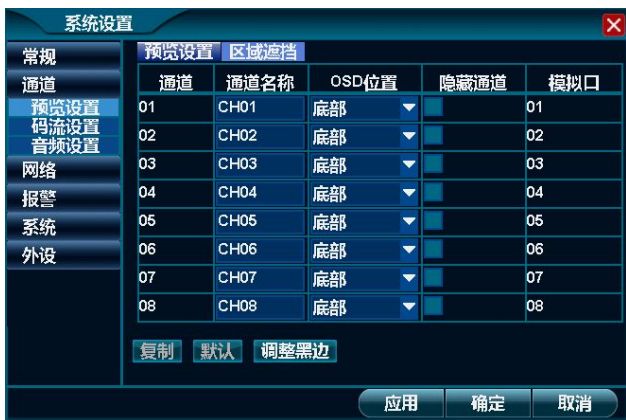 系统设置
常规
通道
预览设置
码流设置
音频设置
网络
报警
系统
外设
预览设置 区域遮挡
通道 通道名称 OSD位置 隐藏通道 模拟口
01 CH01 底部 01
02 CH02 底部 02
03 CH03 底部 03
04 CH04 底部 04
05 CH05 底部 05
06 CH06 底部 06
07 CH07 底部 07
08 CH08 底部 08
复制 默认 调整黑边
应用 确定 取消